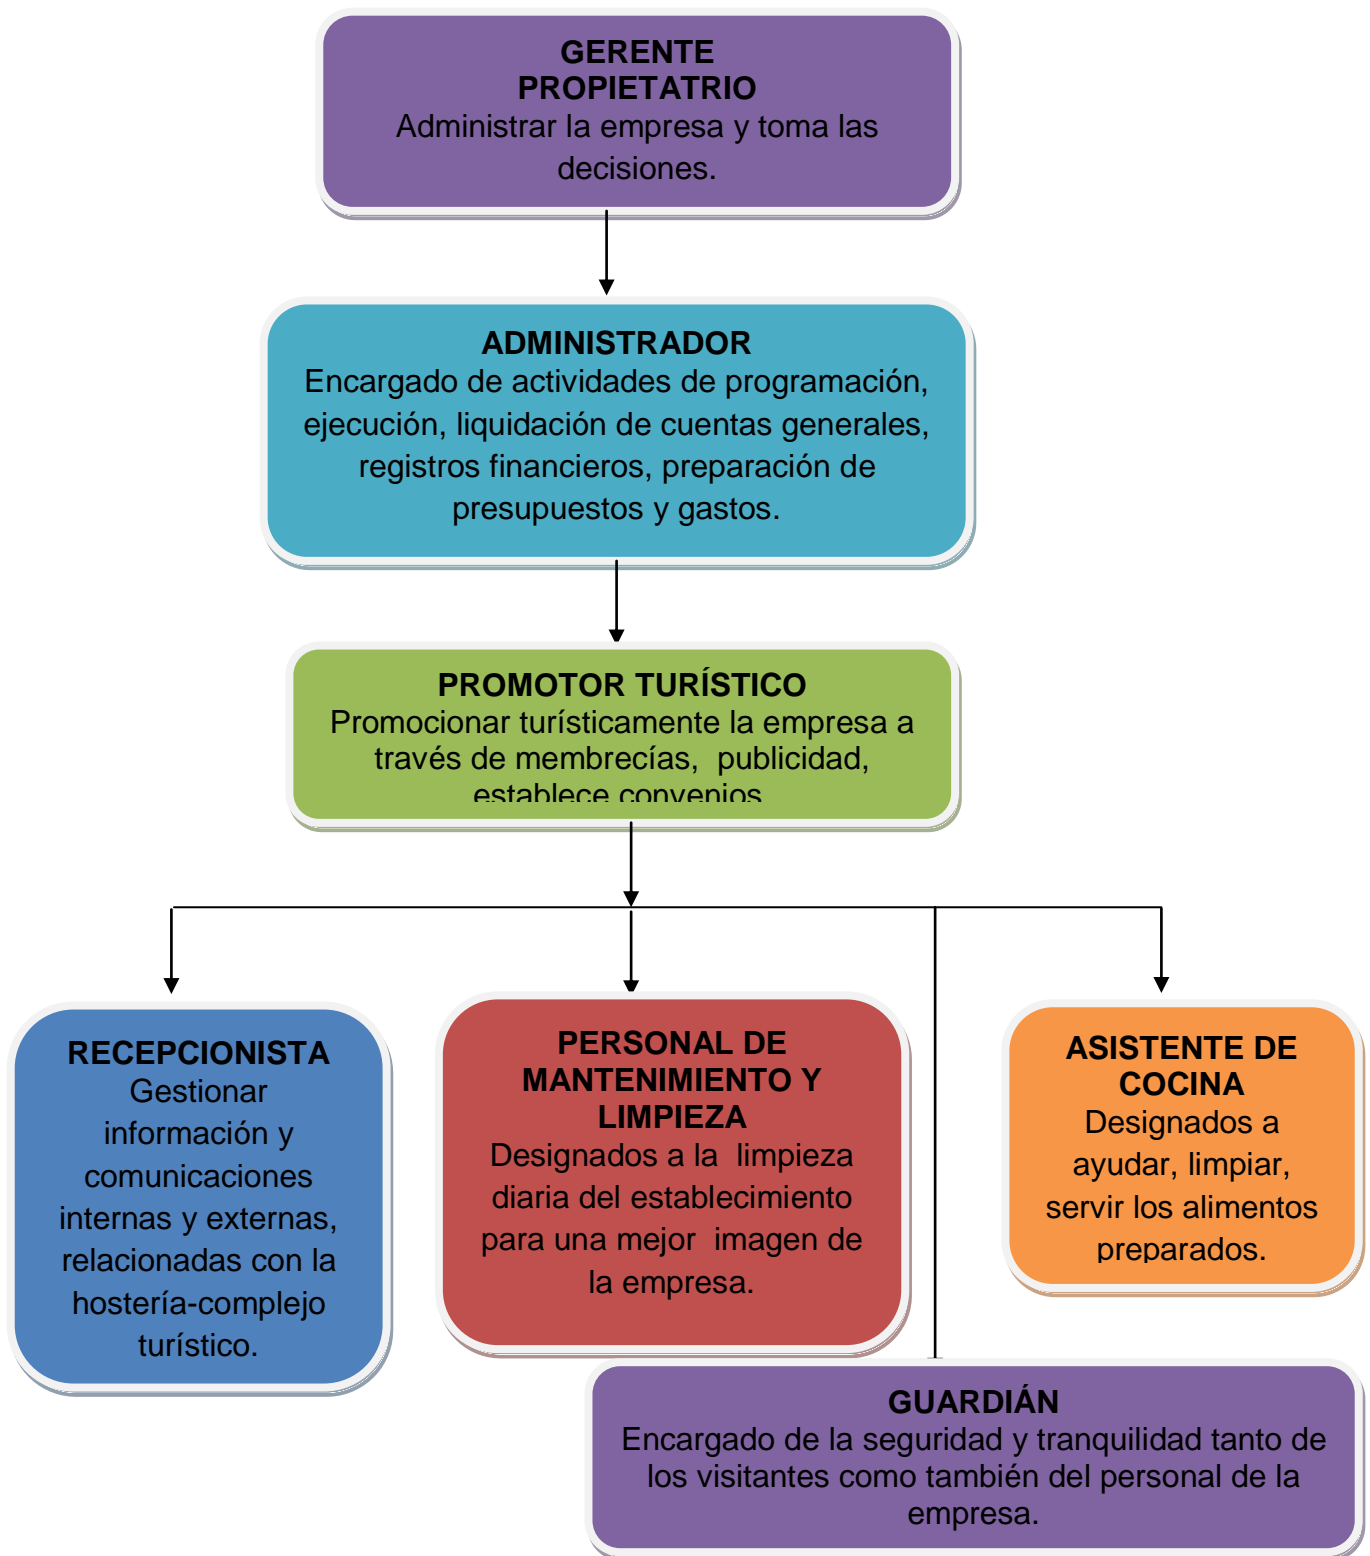 GERENTE
PROPIETATRIO
Administrar la empresa y toma las
decisiones.
ADMINISTRADOR
Encargado de actividades de programación,
ejecución, liquidación de cuentas generales,
registros financieros, preparación de
presupuestos y gastos.
PROMOTOR TURÍSTICO
Promocionar turísticamente la empresa a
través de membrecías, publicidad,
establece convenios
RECEPCIONISTA
Gestionar
información y
comunicaciones
internas y externas,
relacionadas con la
hostería-complejo
turístico.
PERSONAL DE
MANTENIMIENTO Y
LIMPIEZA
Designados a la limpieza
diaria del establecimiento
para una mejor imagen de
la empresa.
ASISTENTE DE
COCINA
Designados a
ayudar, limpiar,
servir los alimentos
preparados.
GUARDIÁN
Encargado de la seguridad y tranquilidad tanto de
los visitantes como también del personal de la
empresa.